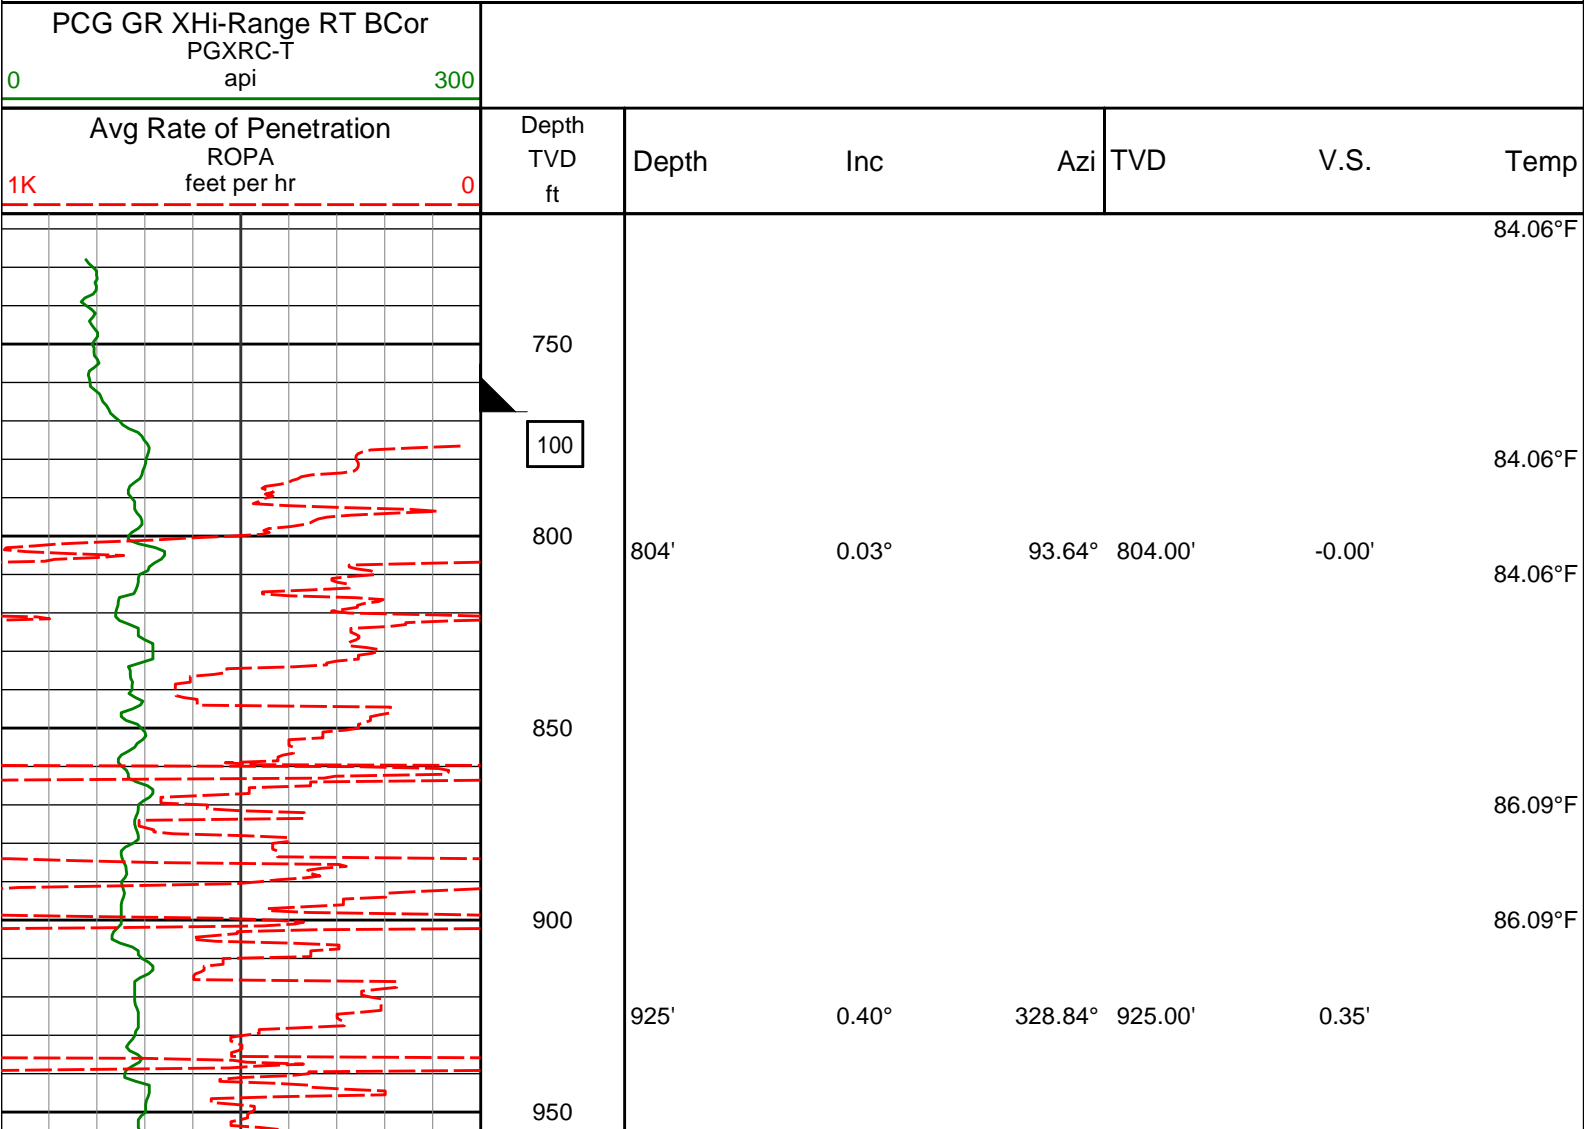 PCG GR XHi-Range RT BCor
PGXRC-T
0 api 300
Avg Rate of Penetration
ROPA
1K feet per hr 0
Depth
TVD
ft
Depth Inc Azi TVD V.S. Temp
84.06°F
750
100
84.06°F
800
804' 0.03° 93.64° 804.00' -0.00'
84.06°F
850
86.09°F
900 86.09°F
925' 0.40° 328.84° 925.00' 0.35'
950